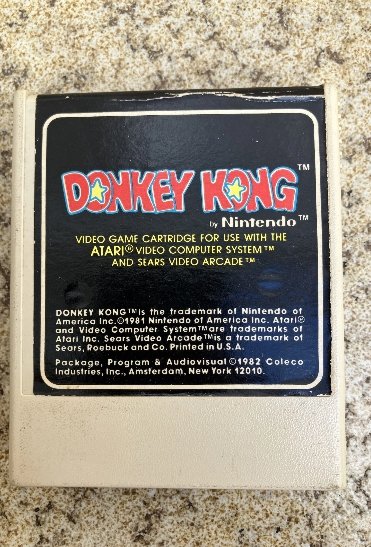 DONKEY KONG™
by Nintendo™
VIDEO GAME CARTRIDGE FOR USE WITH THE
ATARI® VIDEO COMPUTER SYSTEM™
AND SEARS VIDEO ARCADE™
DONKEY KONG™ is the trademark of Nintendo of
America Inc. ©1981 Nintendo of America Inc. Atari®
and Video Computer System™ are trademarks of
Atari Inc. Sears Video Arcade™ is a trademark of
Sears, Roebuck and Co. Printed in U.S.A.
Package, Program & Audiovisual ©1982 Coleco
Industries, Inc., Amsterdam, New York 12010.